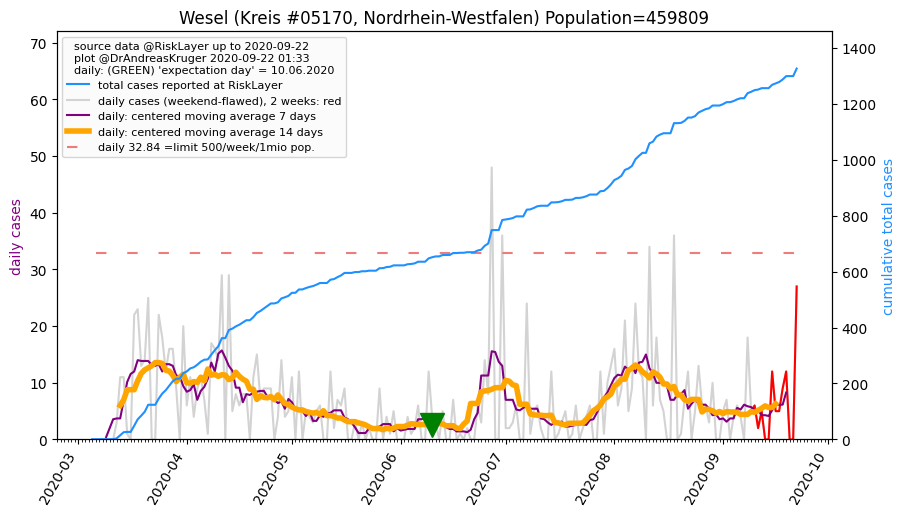 Wesel (Kreis #05170, Nordrhein-Westfalen) Population=459809
source data @RiskLayer up to 2020-09-22
plot @DrAndreasKruger 2020-09-22 01:33
daily: (GREEN) 'expectation day' = 10.06.2020
total cases reported at RiskLayer
daily cases (weekend-flawed), 2 weeks: red
daily: centered moving average 7 days
daily: centered moving average 14 days
daily 32.84 =limit 500/week/1mio pop.
daily cases
70
60
50
40
30
20
10
0
cumulative total cases
1400
1200
1000
800
600
400
200
0
2020-03
2020-04
2020-05
2020-06
2020-07
2020-08
2020-09
2020-10